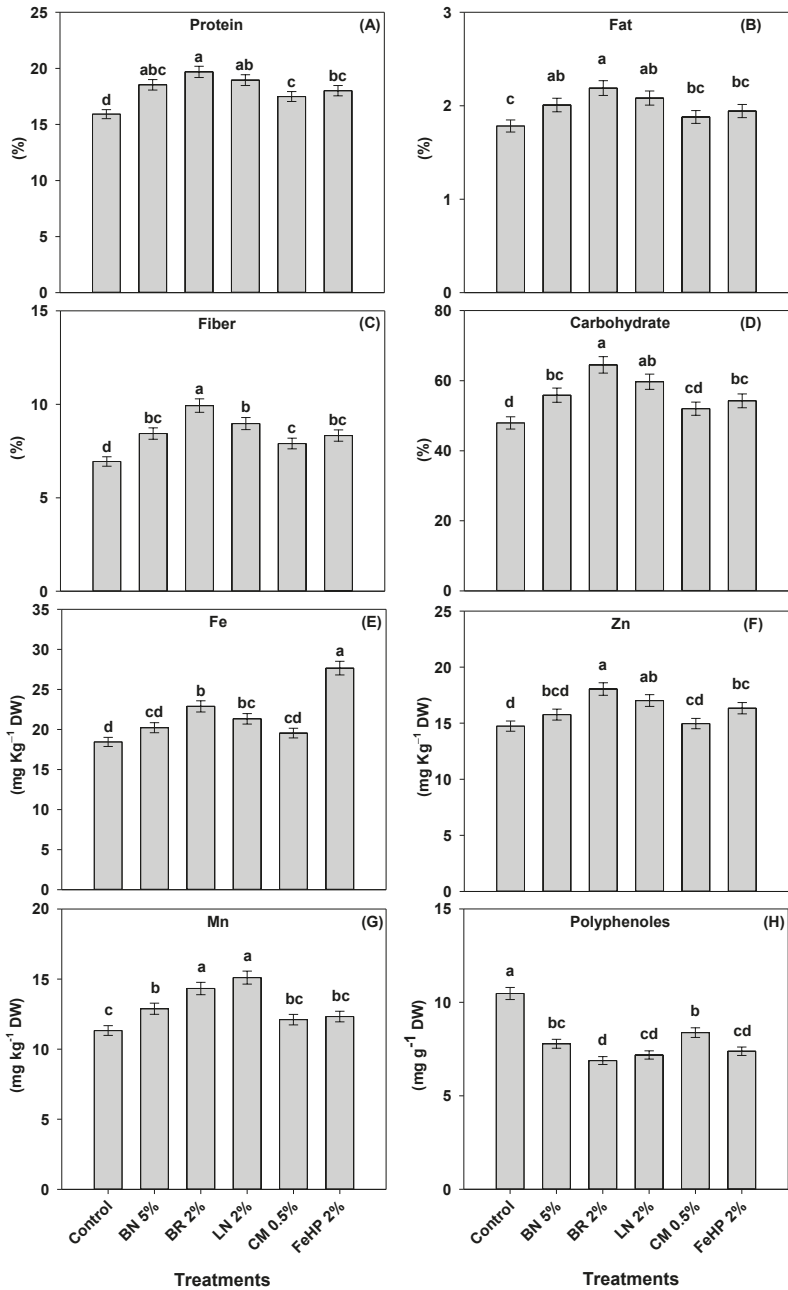 Protein
(A)
25
20
15
10
5
0
(%)
d
abc
a
ab
c
bc
Fat
(B)
3
2
1
0
(%)
c
ab
a
ab
bc
bc
Fiber
(C)
15
10
5
0
(%)
d
bc
a
b
c
bc
Carbohydrate
(D)
80
60
40
20
0
(%)
d
bc
a
ab
cd
bc
Fe
(E)
35
30
25
20
15
10
5
0
(mg Kg⁻¹ DW)
d
cd
b
bc
cd
a
Zn
(F)
25
20
15
10
5
0
(mg Kg⁻¹ DW)
d
bcd
a
ab
cd
bc
Mn
(G)
20
15
10
5
0
(mg kg⁻¹ DW)
c
b
a
a
bc
bc
Control
BN 5%
BR 2%
LN 2%
CM 0.5%
FeHP 2%
Treatments
Polyphenoles
(H)
15
10
5
0
(mg g⁻¹ DW)
a
bc
d
cd
b
cd
Control
BN 5%
BR 2%
LN 2%
CM 0.5%
FeHP 2%
Treatments